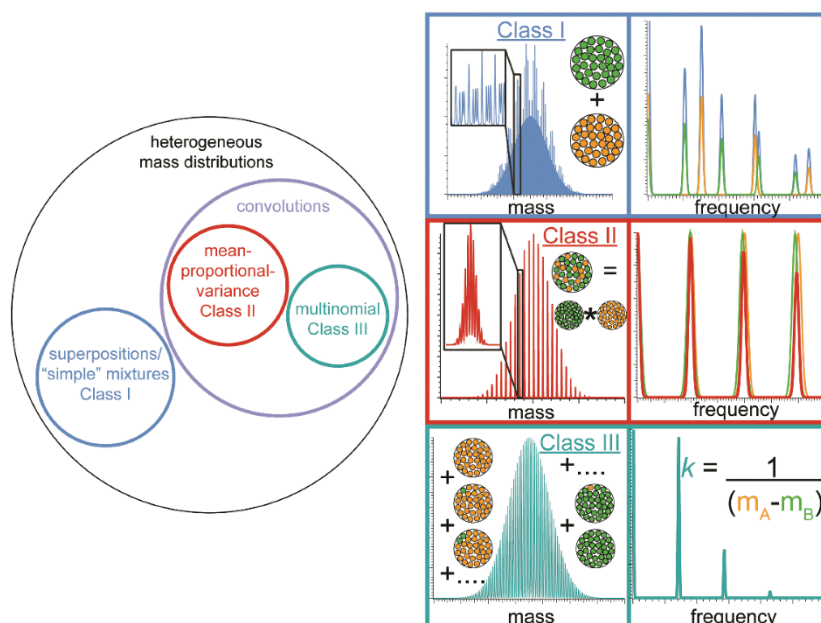 heterogeneous
mass distributions
convolutions
mean-
proportional-
variance
Class II
multinomial
Class III
superpositions/
“simple” mixtures
Class I
Class I
+
mass
frequency
Class II
=
*
mass
frequency
Class III
+
+
+
+....
+....
+
mass
k = 1
(mA-mB)
frequency